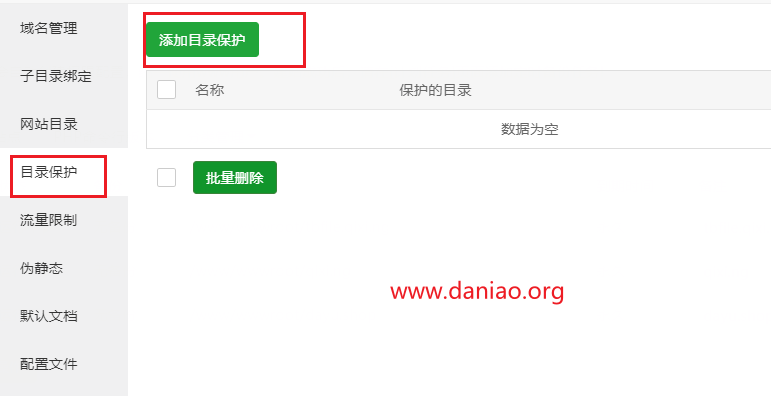 域名管理
子目录绑定
网站目录
目录保护
流量限制
伪静态
默认文档
配置文件
添加目录保护
名称 保护的目录
数据为空
批量删除
www.daniao.org